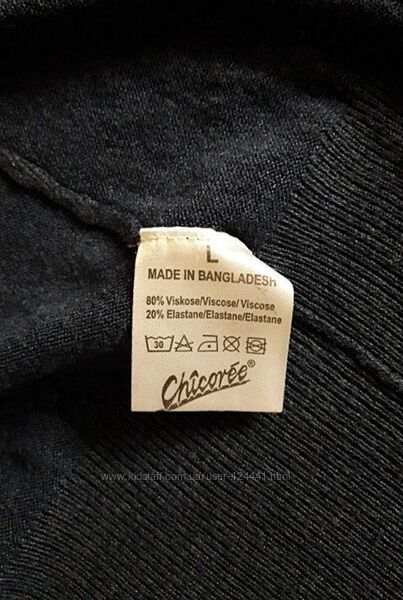 L
MADE IN BANGLADESH
80% Viskose/Viscose/ Viscose
20% Elastane/Elastane/Elastane
30
Chicorée®
www.kidstaff.com.ua/user-424441.html